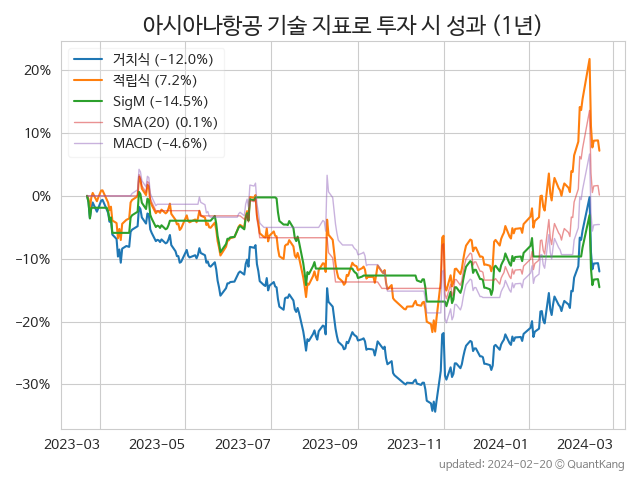 아시아나항공 기술 지표로 투자 시 성과 (1년)
거치식 (−12.0%)
적립식 (7.2%)
SigM (−14.5%)
SMA(20) (0.1%)
MACD (−4.6%)
20%
10%
0%
−10%
−20%
−30%
2023-03 2023-05 2023-07 2023-09 2023-11 2024-01 2024-03
updated: 2024-02-20 © QuantKang